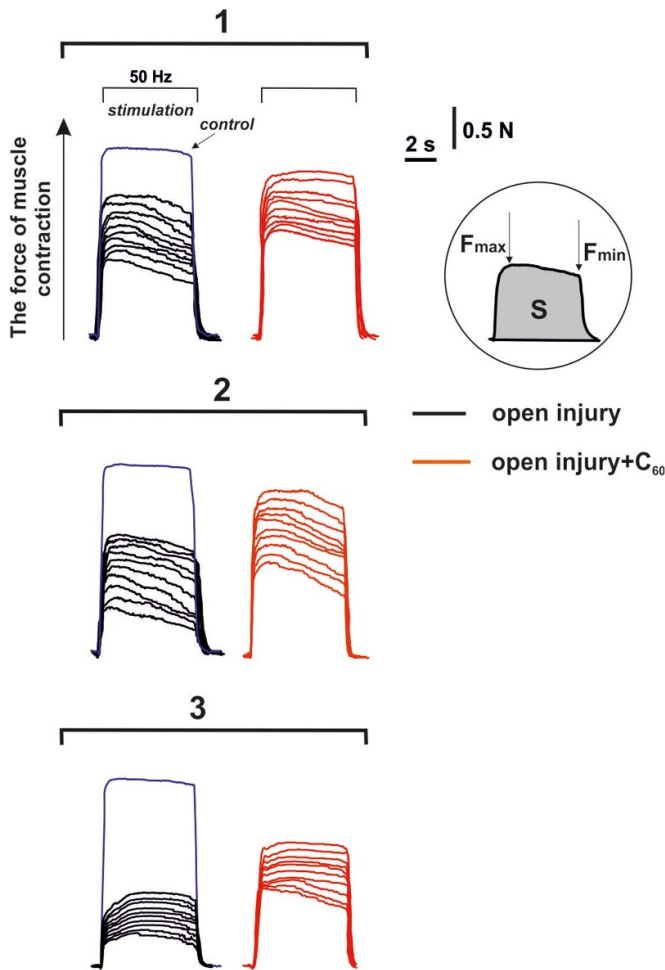 1
50 Hz
stimulation
control
The force of muscle
contraction
0.5 N
2 s
Fmax
Fmin
S
2
open injury
open injury+C₆₀
3